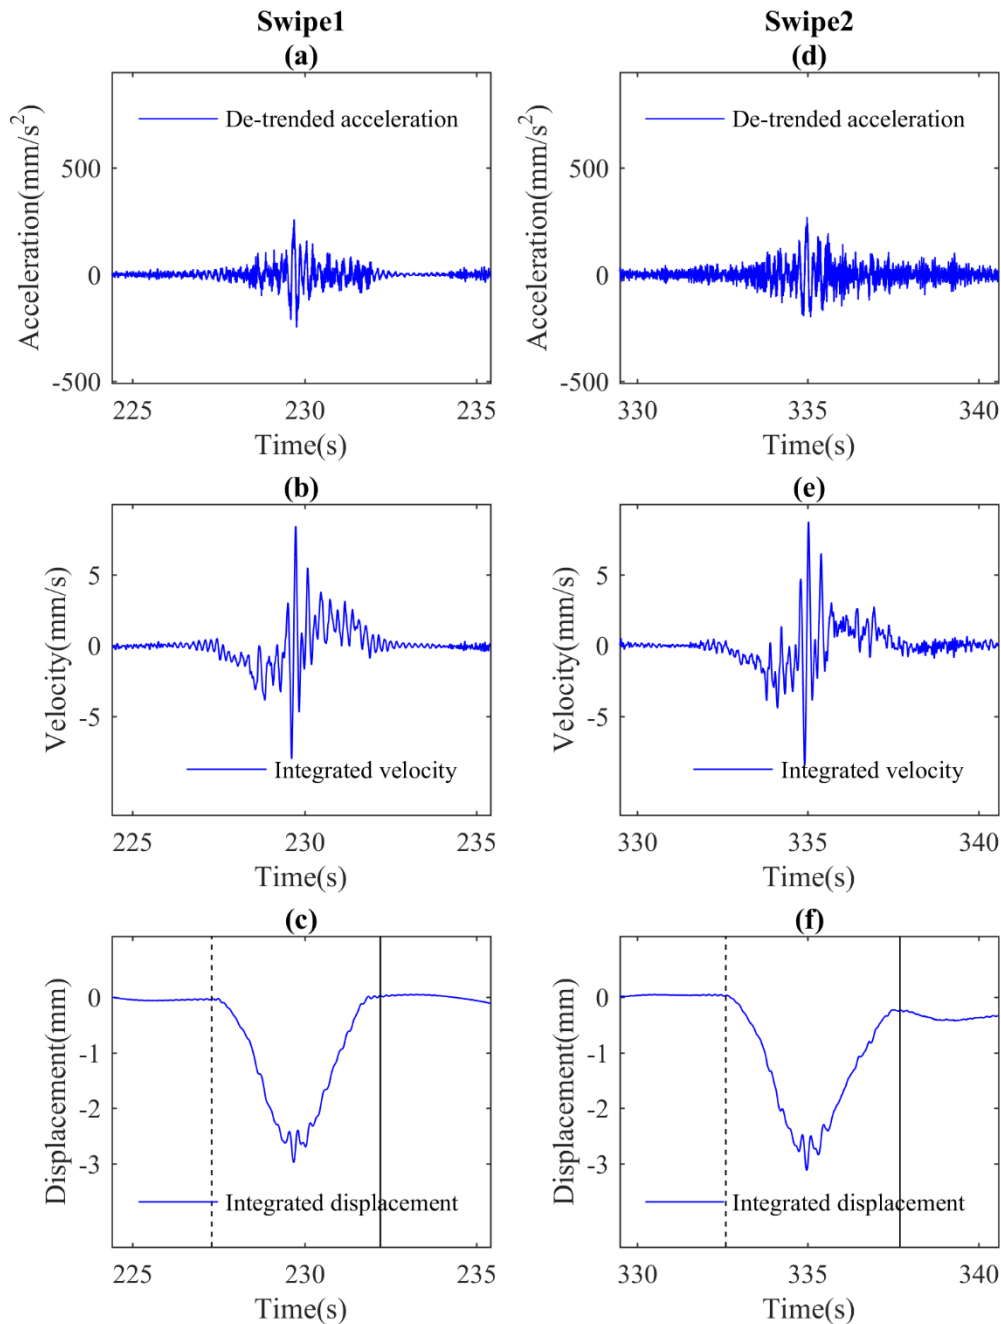 Swipe1
(a)
De-trended acceleration
Acceleration(mm/s²)
500
0
-500
225
230
235
Time(s)
(b)
Velocity(mm/s)
5
0
-5
Integrated velocity
225
230
235
Time(s)
(c)
Displacement(mm)
0
-1
-2
-3
Integrated displacement
225
230
235
Time(s)
Swipe2
(d)
De-trended acceleration
Acceleration(mm/s²)
500
0
-500
330
335
340
Time(s)
(e)
Velocity(mm/s)
5
0
-5
Integrated velocity
330
335
340
Time(s)
(f)
Displacement(mm)
0
-1
-2
-3
Integrated displacement
330
335
340
Time(s)